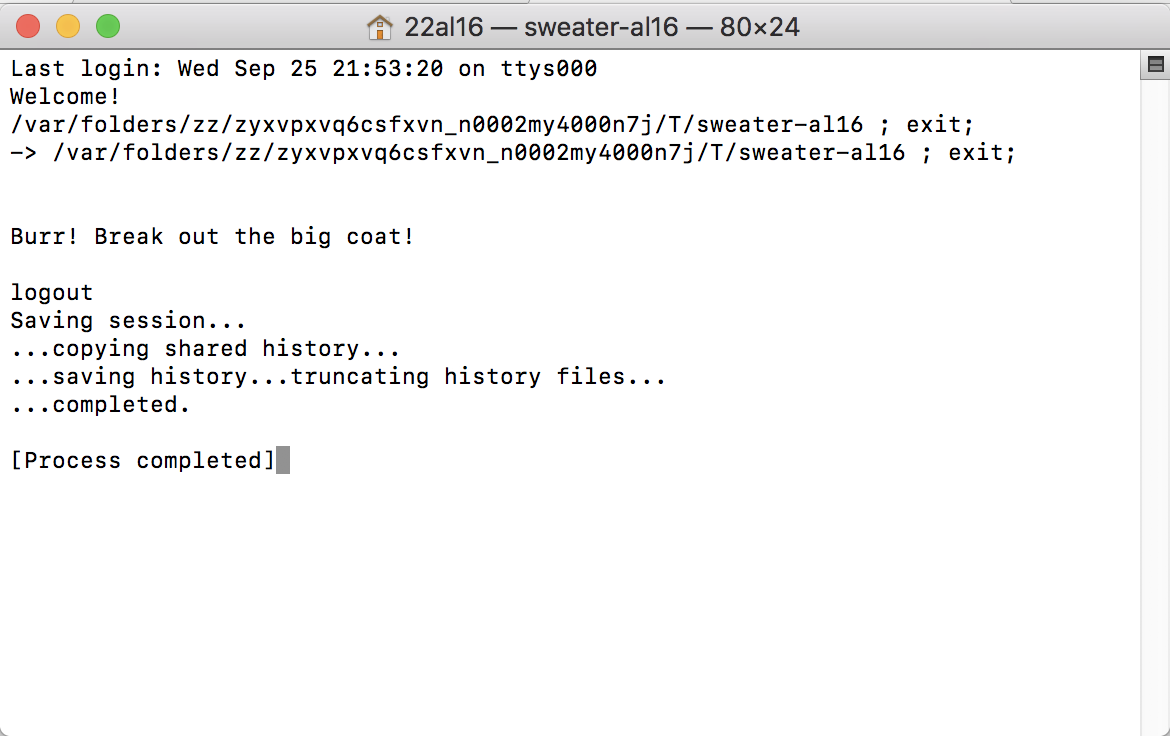 22al16 — sweater-al16 — 80×24
Last login: Wed Sep 25 21:53:20 on ttys000
Welcome!
/var/folders/zz/zyxvpxvq6csfxvn_n0002my4000n7j/T/sweater-al16 ; exit;
-> /var/folders/zz/zyxvpxvq6csfxvn_n0002my4000n7j/T/sweater-al16 ; exit;
Burr! Break out the big coat!
logout
Saving session...
...copying shared history...
...saving history...truncating history files...
...completed.
[Process completed]